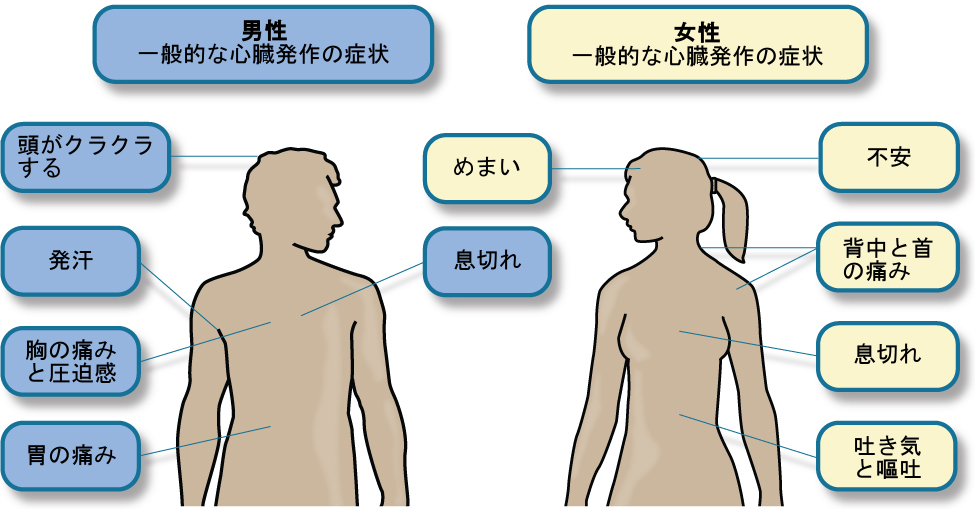 男性
一般的な心臓発作の症状
女性
一般的な心臓発作の症状
頭がクラクラ
する
発汗
胸の痛み
と圧迫感
胃の痛み
息切れ
めまい
不安
背中と首
の痛み
息切れ
吐き気
と嘔吐